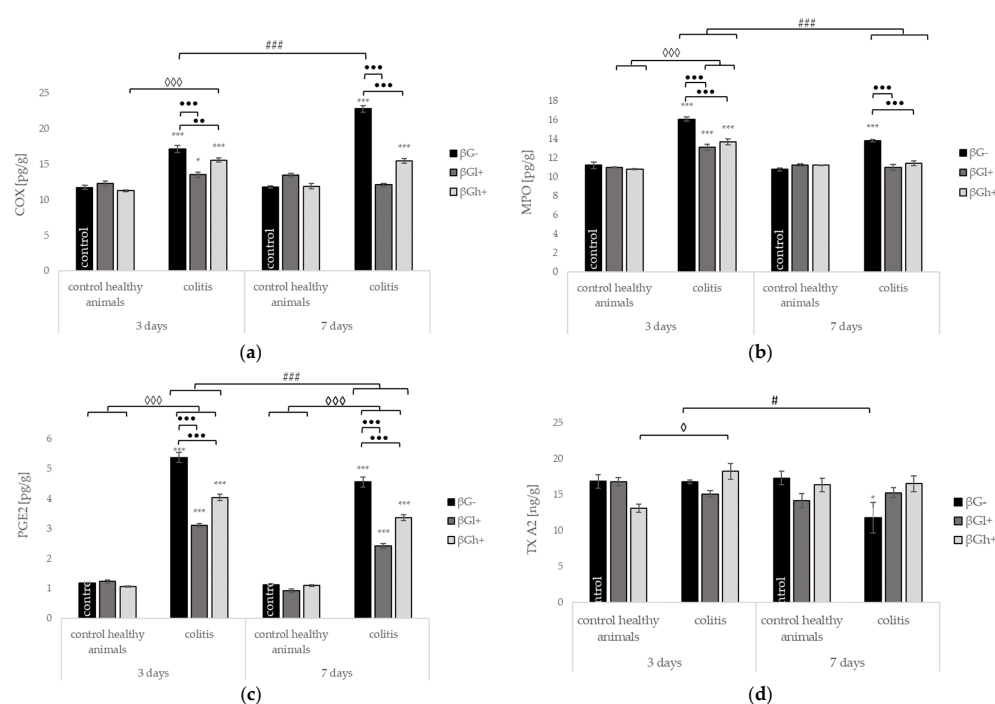 ###
◊◊◊
•••
•••
••
•••
•••
***
*
***
***
COX [pg/g]
25
20
15
10
5
0
control
βG-
βGl+
βGh+
control healthy animals
colitis
control healthy animals
colitis
3 days
7 days
(a)
###
◊◊◊
•••
•••
•••
•••
***
***
***
***
MPO [pg/g]
18
16
14
12
10
8
6
4
2
0
control
βG-
βGl+
βGh+
control healthy animals
colitis
control healthy animals
colitis
3 days
7 days
(b)
###
◊◊◊
◊◊◊
•••
•••
•••
•••
•••
***
***
***
***
***
***
PGE2 [pg/g]
6
5
4
3
2
1
0
contro
βG-
βGl+
βGh+
control healthy animals
colitis
control healthy animals
colitis
3 days
7 days
(c)
#
◊
*
TX A2 [ng/g]
25
20
15
10
5
0
ntrol
βG-
βGl+
βGh+
control healthy animals
colitis
control healthy animals
colitis
3 days
7 days
(d)